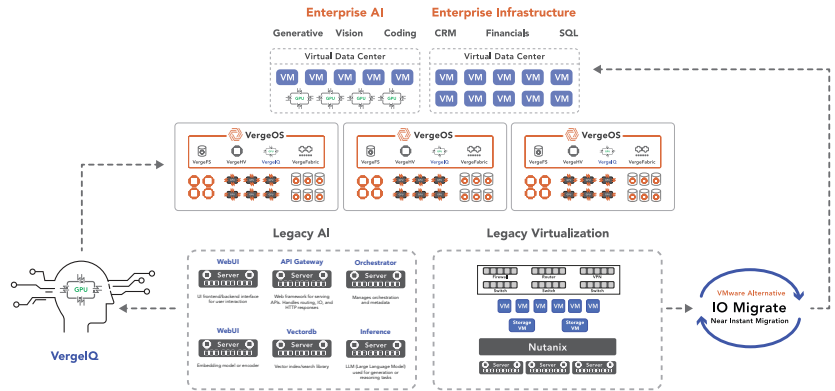 Enterprise AI
Enterprise Infrastructure
Generative Vision Coding
CRM Financials SQL
Virtual Data Center
Virtual Data Center
VM VM VM VM VM
VM VM VM VM VM
GPU GPU GPU GPU
VM VM VM VM VM
VergeOS
VergeFS VergeHV VergeIQ VergeFabric
VergeOS
VergeFS VergeHV VergeIQ VergeFabric
VergeOS
VergeFS VergeHV VergeIQ VergeFabric
Legacy AI
WebUI
Server
UI frontend/backend interface
for user interaction
API Gateway
Server
Web framework for serving
APIs. Handles routing, IO, and
HTTP responses
Orchestrator
Server
Manages orchestration
and metadata
WebUI
Server
Embedding model or encoder
Vectordb
Server
Vector index/search library
Inference
Server
LLM (Large Language Model)
used for generation or
reasoning tasks
Legacy Virtualization
Firewall Router VPN
Switch Switch Switch
VM VM VM VM VM VM
Storage
VM
Storage
VM
Nutanix
Server Server Server
GPU
VergeIQ
VMware Alternative
IO Migrate
Near Instant Migration